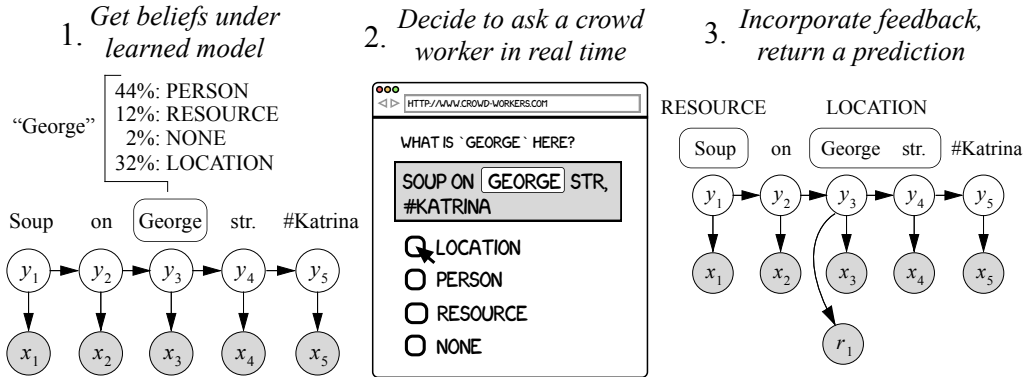 1. Get beliefs under
learned model
“George”
44%: PERSON
12%: RESOURCE
2%: NONE
32%: LOCATION
Soup on George str. #Katrina
y1 y2 y3 y4 y5
x1 x2 x3 x4 x5
2. Decide to ask a crowd
worker in real time
HTTP://WWW.CROWD-WORKERS.COM
WHAT IS `GEORGE` HERE?
SOUP ON GEORGE STR,
#KATRINA
LOCATION
PERSON
RESOURCE
NONE
3. Incorporate feedback,
return a prediction
RESOURCE LOCATION
Soup on George str. #Katrina
y1 y2 y3 y4 y5
x1 x2 x3 x4 x5
r1